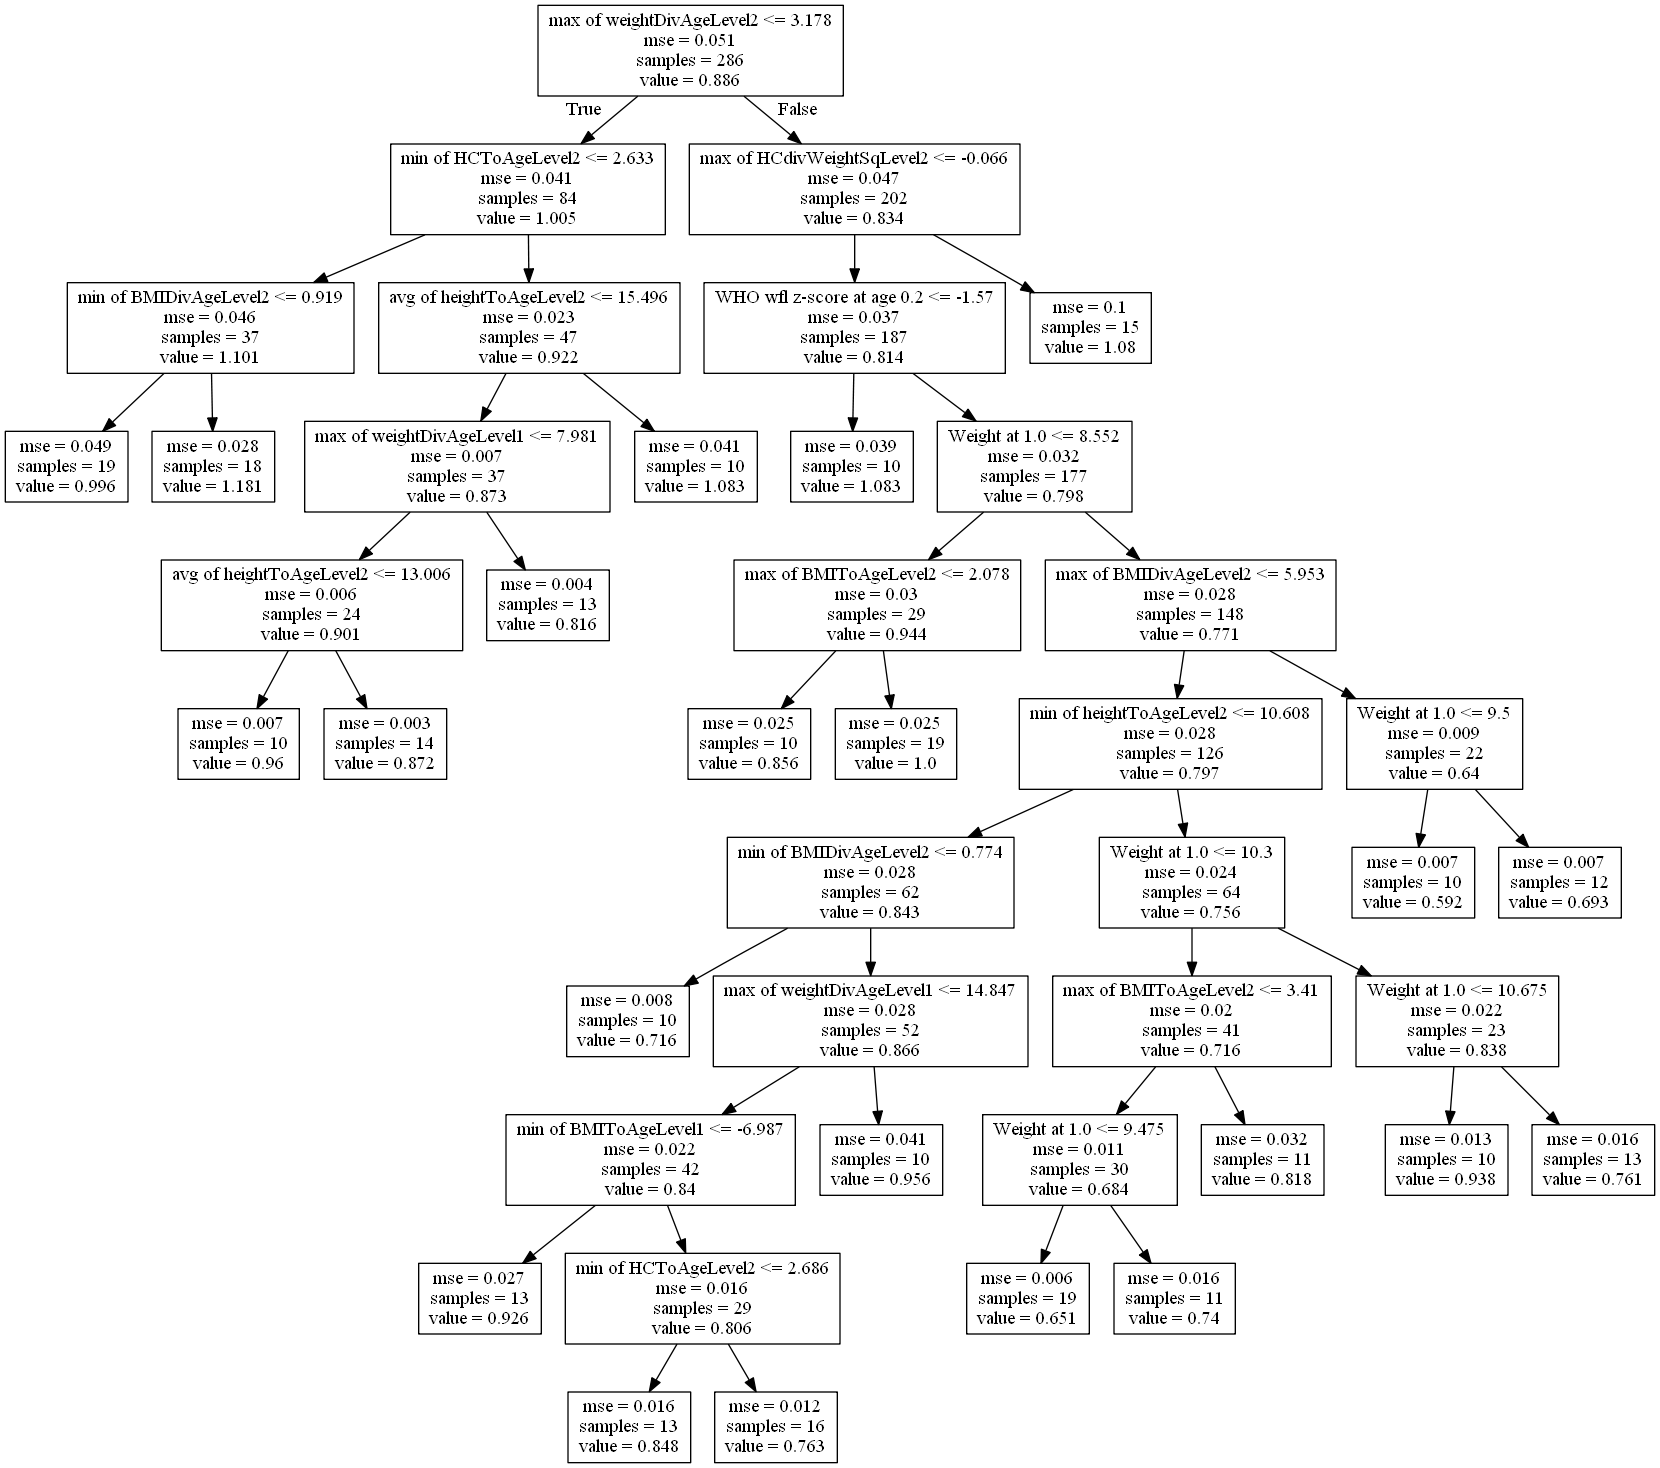 max of weightDivAgeLevel2 <= 3.178
mse = 0.051
samples = 286
value = 0.886
True
False
min of HCToAgeLevel2 <= 2.633
mse = 0.041
samples = 84
value = 1.005
max of HCdivWeightSqLevel2 <= -0.066
mse = 0.047
samples = 202
value = 0.834
min of BMIDivAgeLevel2 <= 0.919
mse = 0.046
samples = 37
value = 1.101
avg of heightToAgeLevel2 <= 15.496
mse = 0.023
samples = 47
value = 0.922
WHO wfl z-score at age 0.2 <= -1.57
mse = 0.037
samples = 187
value = 0.814
mse = 0.1
samples = 15
value = 1.08
mse = 0.049
samples = 19
value = 0.996
mse = 0.028
samples = 18
value = 1.181
max of weightDivAgeLevel1 <= 7.981
mse = 0.007
samples = 37
value = 0.873
mse = 0.041
samples = 10
value = 1.083
mse = 0.039
samples = 10
value = 1.083
Weight at 1.0 <= 8.552
mse = 0.032
samples = 177
value = 0.798
avg of heightToAgeLevel2 <= 13.006
mse = 0.006
samples = 24
value = 0.901
mse = 0.004
samples = 13
value = 0.816
max of BMIToAgeLevel2 <= 2.078
mse = 0.03
samples = 29
value = 0.944
max of BMIDivAgeLevel2 <= 5.953
mse = 0.028
samples = 148
value = 0.771
mse = 0.007
samples = 10
value = 0.96
mse = 0.003
samples = 14
value = 0.872
mse = 0.025
samples = 10
value = 0.856
mse = 0.025
samples = 19
value = 1.0
min of heightToAgeLevel2 <= 10.608
mse = 0.028
samples = 126
value = 0.797
Weight at 1.0 <= 9.5
mse = 0.009
samples = 22
value = 0.64
min of BMIDivAgeLevel2 <= 0.774
mse = 0.028
samples = 62
value = 0.843
Weight at 1.0 <= 10.3
mse = 0.024
samples = 64
value = 0.756
mse = 0.007
samples = 10
value = 0.592
mse = 0.007
samples = 12
value = 0.693
mse = 0.008
samples = 10
value = 0.716
max of weightDivAgeLevel1 <= 14.847
mse = 0.028
samples = 52
value = 0.866
max of BMIToAgeLevel2 <= 3.41
mse = 0.02
samples = 41
value = 0.716
Weight at 1.0 <= 10.675
mse = 0.022
samples = 23
value = 0.838
min of BMIToAgeLevel1 <= -6.987
mse = 0.022
samples = 42
value = 0.84
mse = 0.041
samples = 10
value = 0.956
Weight at 1.0 <= 9.475
mse = 0.011
samples = 30
value = 0.684
mse = 0.032
samples = 11
value = 0.818
mse = 0.013
samples = 10
value = 0.938
mse = 0.016
samples = 13
value = 0.761
mse = 0.027
samples = 13
value = 0.926
min of HCToAgeLevel2 <= 2.686
mse = 0.016
samples = 29
value = 0.806
mse = 0.006
samples = 19
value = 0.651
mse = 0.016
samples = 11
value = 0.74
mse = 0.016
samples = 13
value = 0.848
mse = 0.012
samples = 16
value = 0.763